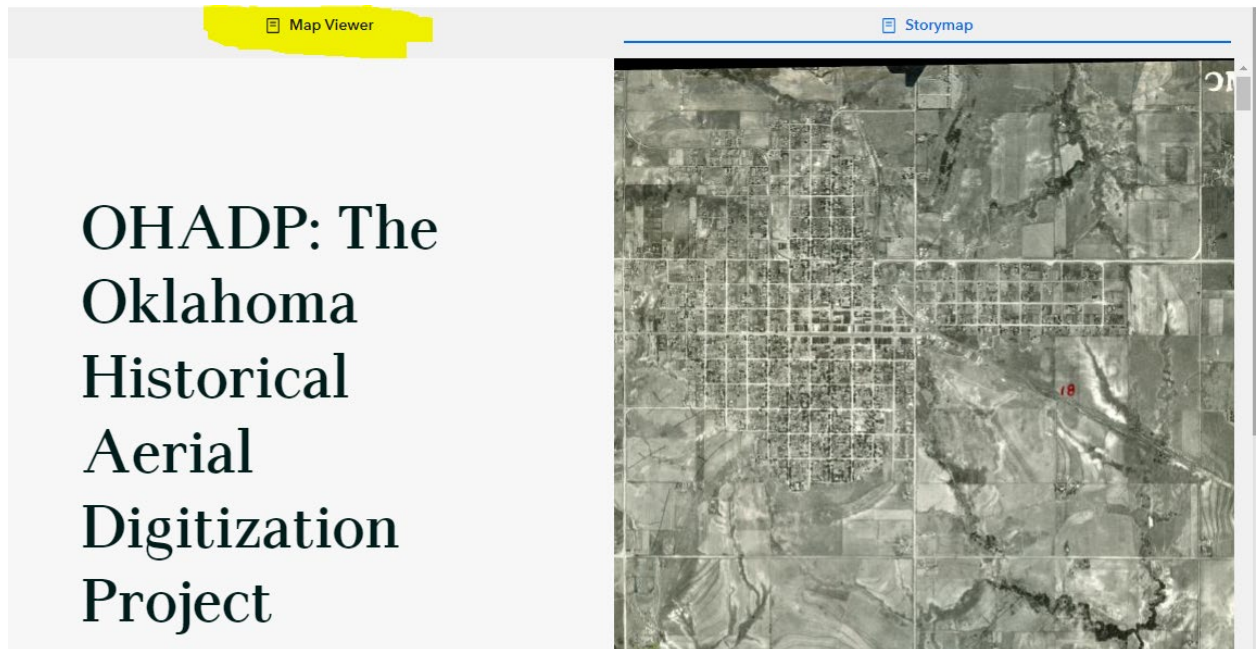 Map Viewer
Storymap
OHADP: The
Oklahoma
Historical
Aerial
Digitization
Project
18